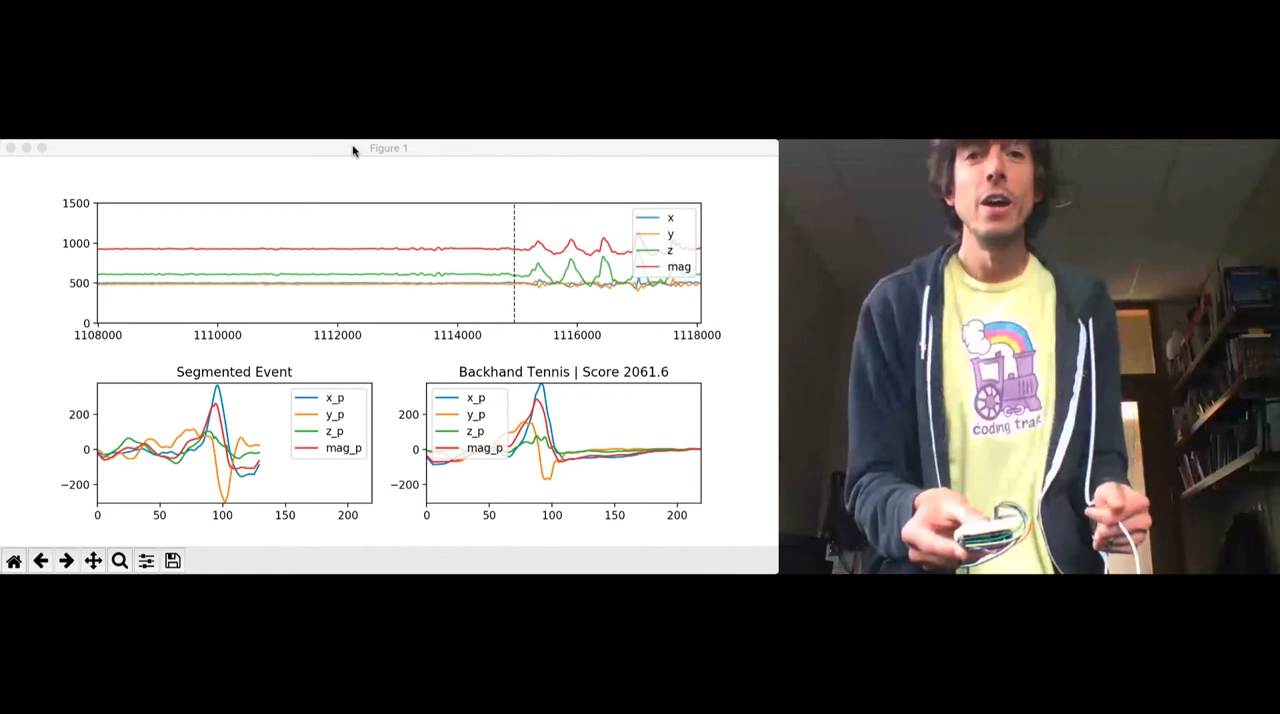 Figure 1
1500
1000
500
0
x
y
z
mag
1108000 1110000 1112000 1114000 1116000 1118000
Segmented Event
200
0
−200
x_p
y_p
z_p
mag_p
0 50 100 150 200
Backhand Tennis | Score 2061.6
200
0
−200
x_p
y_p
z_p
mag_p
0 50 100 150 200
coding train